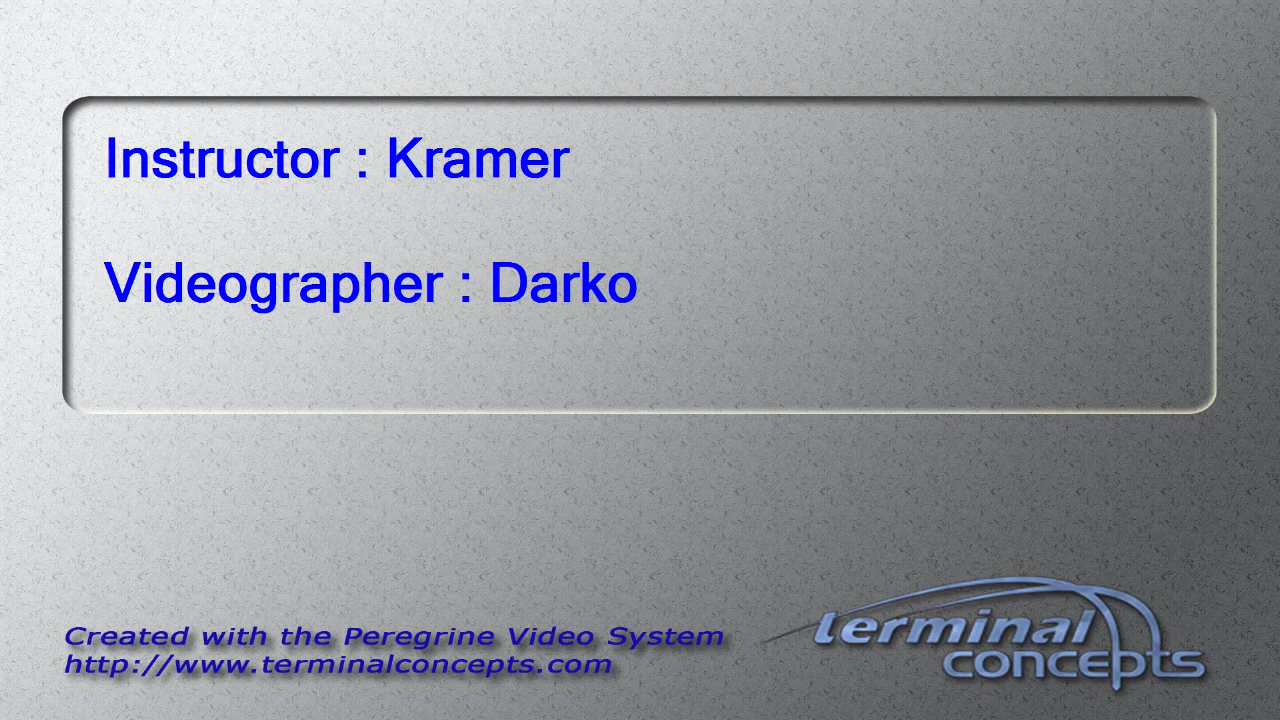 Instructor : Kramer
Videographer : Darko
Created with the Peregrine Video System
http://www.terminalconcepts.com
terminal
concepts